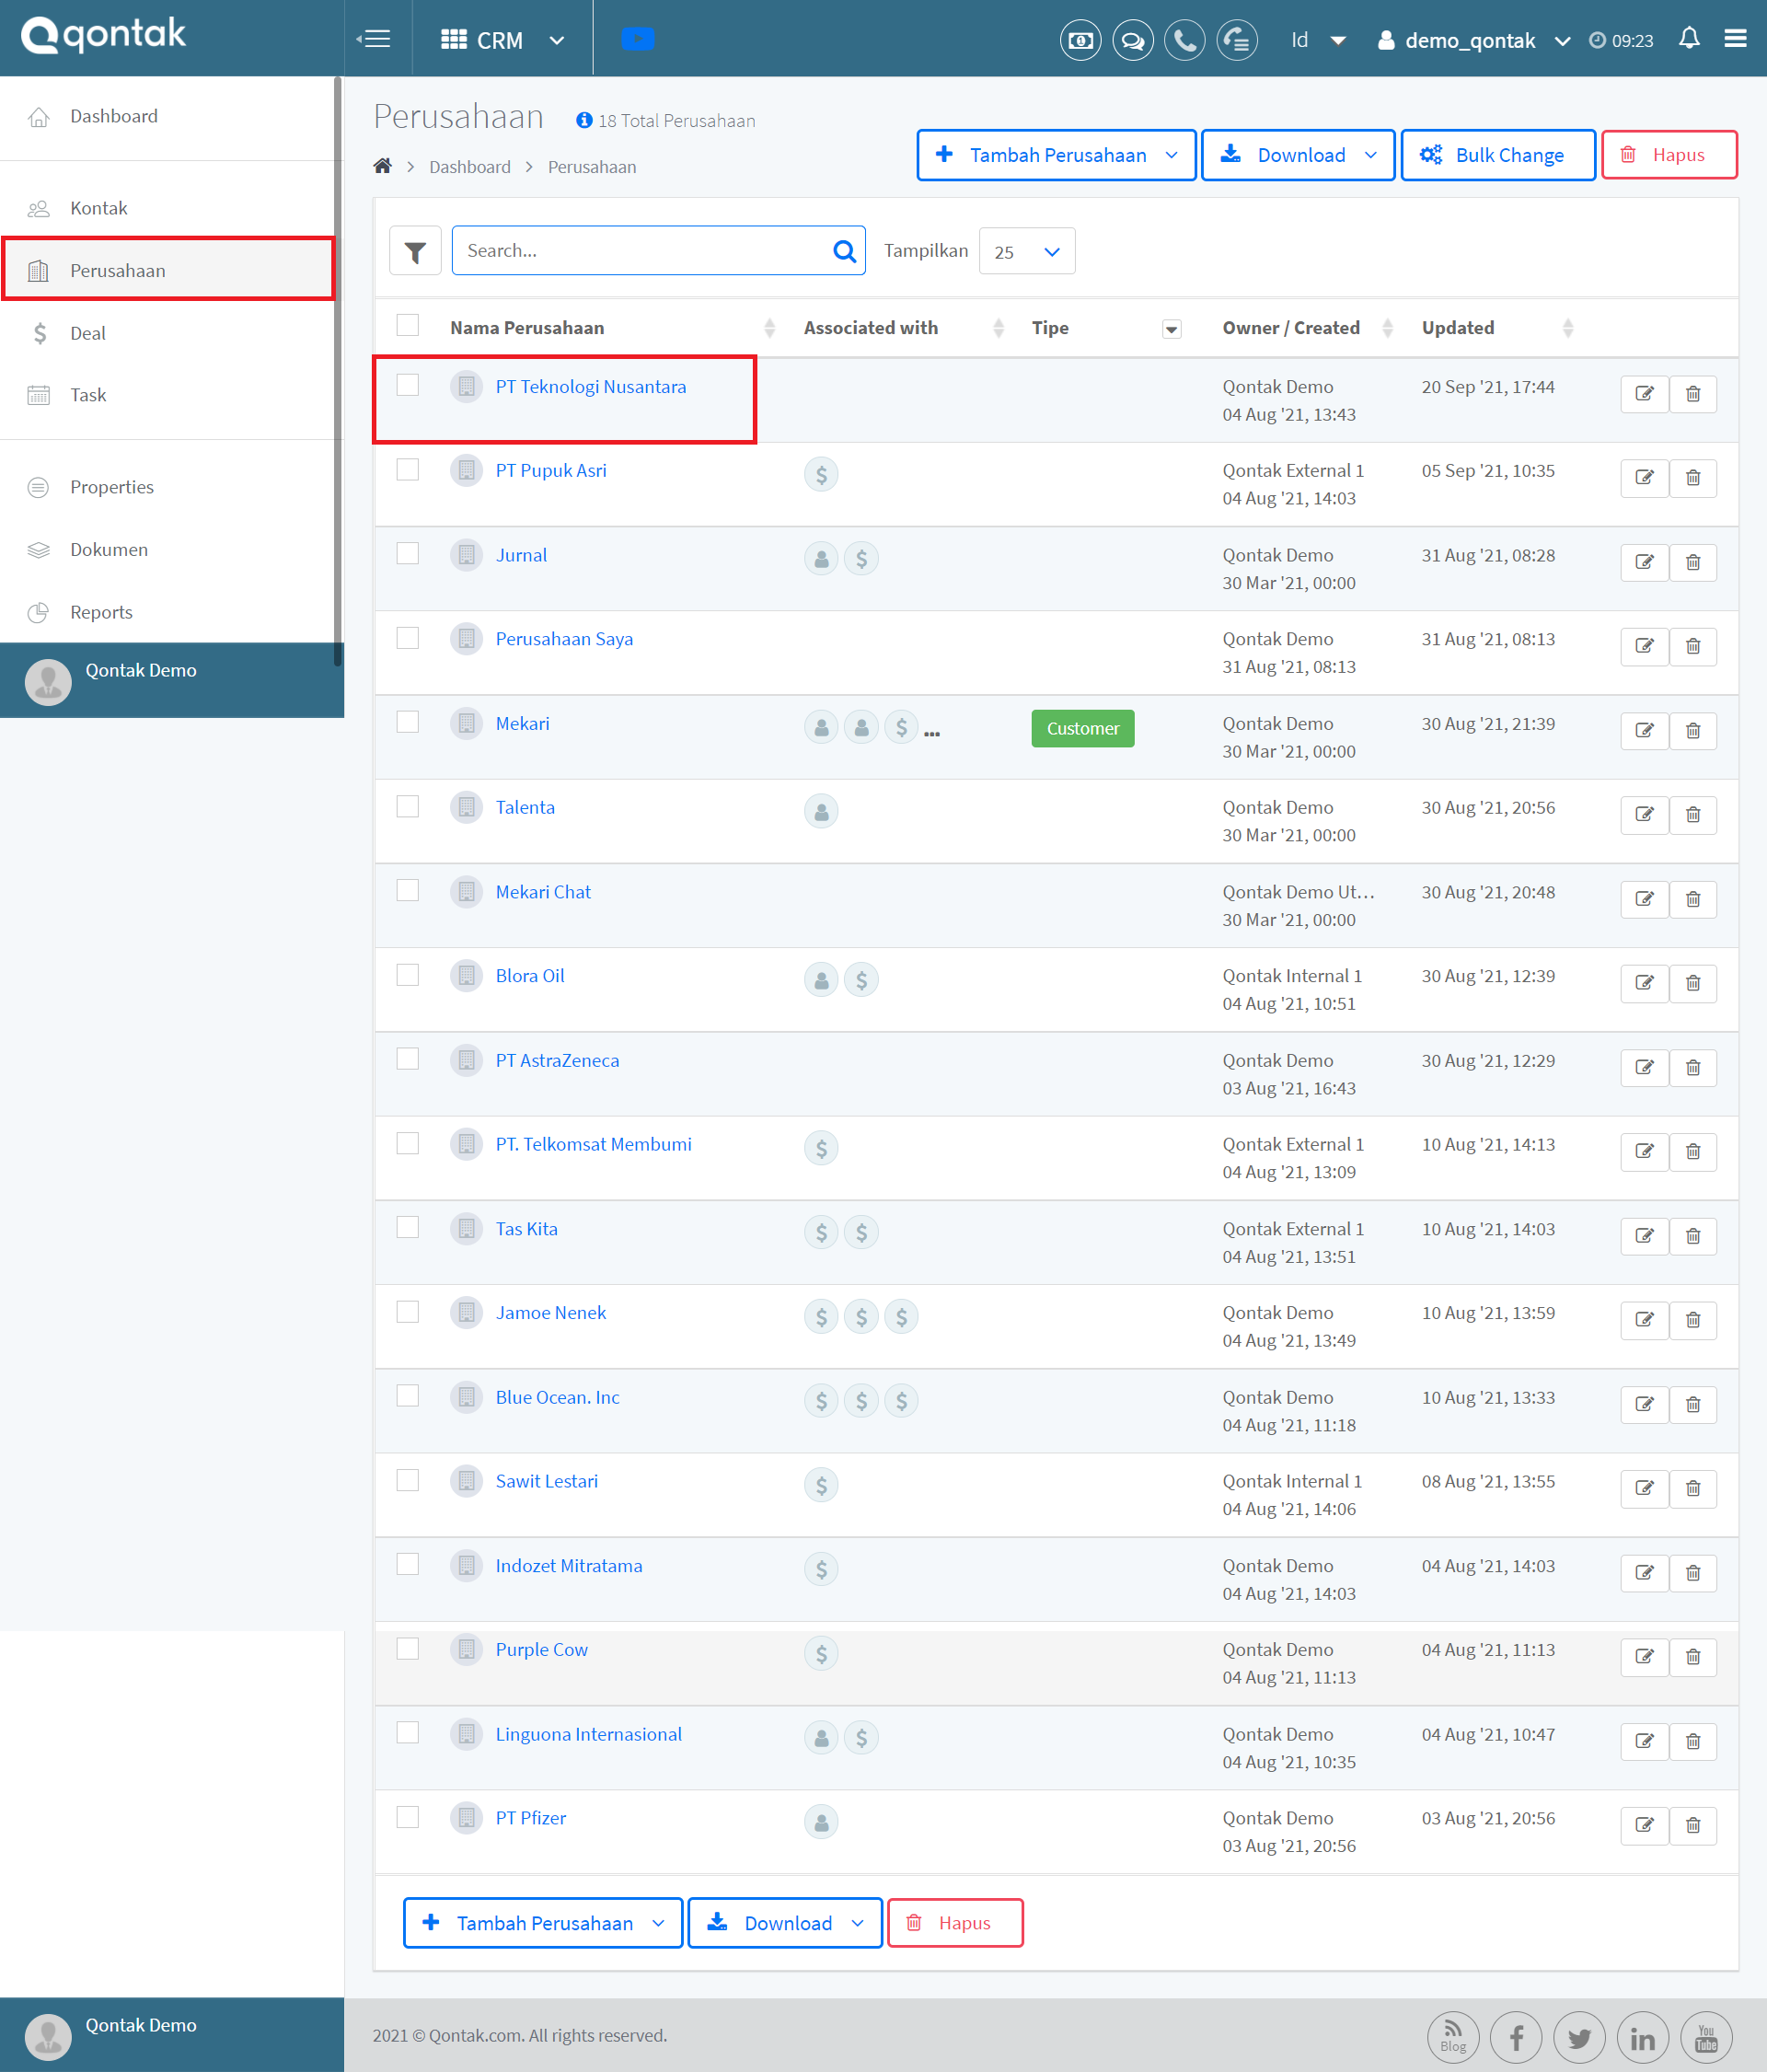 qontak
CRM
Id
demo_qontak
09:23
Dashboard
Kontak
Perusahaan
Deal
Task
Properties
Dokumen
Reports
Qontak Demo
Perusahaan
18 Total Perusahaan
Dashboard > Perusahaan
Tambah Perusahaan
Download
Bulk Change
Hapus
Search...
Tampilkan 25
Nama Perusahaan Associated with Tipe Owner / Created Updated
PT Teknologi Nusantara Qontak Demo 20 Sep '21, 17:44
04 Aug '21, 13:43
PT Pupuk Asri $ Qontak External 1 05 Sep '21, 10:35
04 Aug '21, 14:03
Jurnal $ Qontak Demo 31 Aug '21, 08:28
30 Mar '21, 00:00
Perusahaan Saya Qontak Demo 31 Aug '21, 08:13
31 Aug '21, 08:13
Mekari $ ... Customer Qontak Demo 30 Aug '21, 21:39
30 Mar '21, 00:00
Talenta Qontak Demo 30 Aug '21, 20:56
30 Mar '21, 00:00
Mekari Chat Qontak Demo Ut... 30 Aug '21, 20:48
30 Mar '21, 00:00
Blora Oil $ Qontak Internal 1 30 Aug '21, 12:39
04 Aug '21, 10:51
PT AstraZeneca Qontak Demo 30 Aug '21, 12:29
03 Aug '21, 16:43
PT. Telkomsat Membumi $ Qontak External 1 10 Aug '21, 14:13
04 Aug '21, 13:09
Tas Kita $ $ Qontak External 1 10 Aug '21, 14:03
04 Aug '21, 13:51
Jamoe Nenek $ $ $ Qontak Demo 10 Aug '21, 13:59
04 Aug '21, 13:49
Blue Ocean. Inc $ $ $ Qontak Demo 10 Aug '21, 13:33
04 Aug '21, 11:18
Sawit Lestari $ Qontak Internal 1 08 Aug '21, 13:55
04 Aug '21, 14:06
Indozet Mitratama $ Qontak Demo 04 Aug '21, 14:03
04 Aug '21, 14:03
Purple Cow $ Qontak Demo 04 Aug '21, 11:13
04 Aug '21, 11:13
Linguona Internasional $ Qontak Demo 04 Aug '21, 10:47
04 Aug '21, 10:35
PT Pfizer Qontak Demo 03 Aug '21, 20:56
03 Aug '21, 20:56
Tambah Perusahaan
Download
Hapus
Qontak Demo
2021 © Qontak.com. All rights reserved.
Blog
f
in
You
Tube